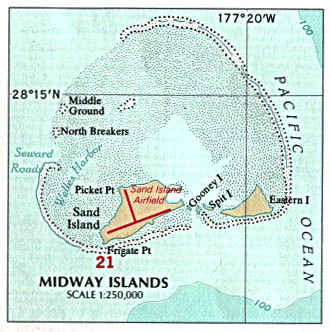 177°20'W
100
28°15'N
Middle
Ground
North Breakers
PACIFIC
OCEAN
Seward
Roads
Welles Harbor
Picket Pt
Sand Island
Airfield
Gooney I
Spit I
Eastern I
Sand
Island
Frigate Pt
21
MIDWAY ISLANDS
SCALE 1:250,000
100